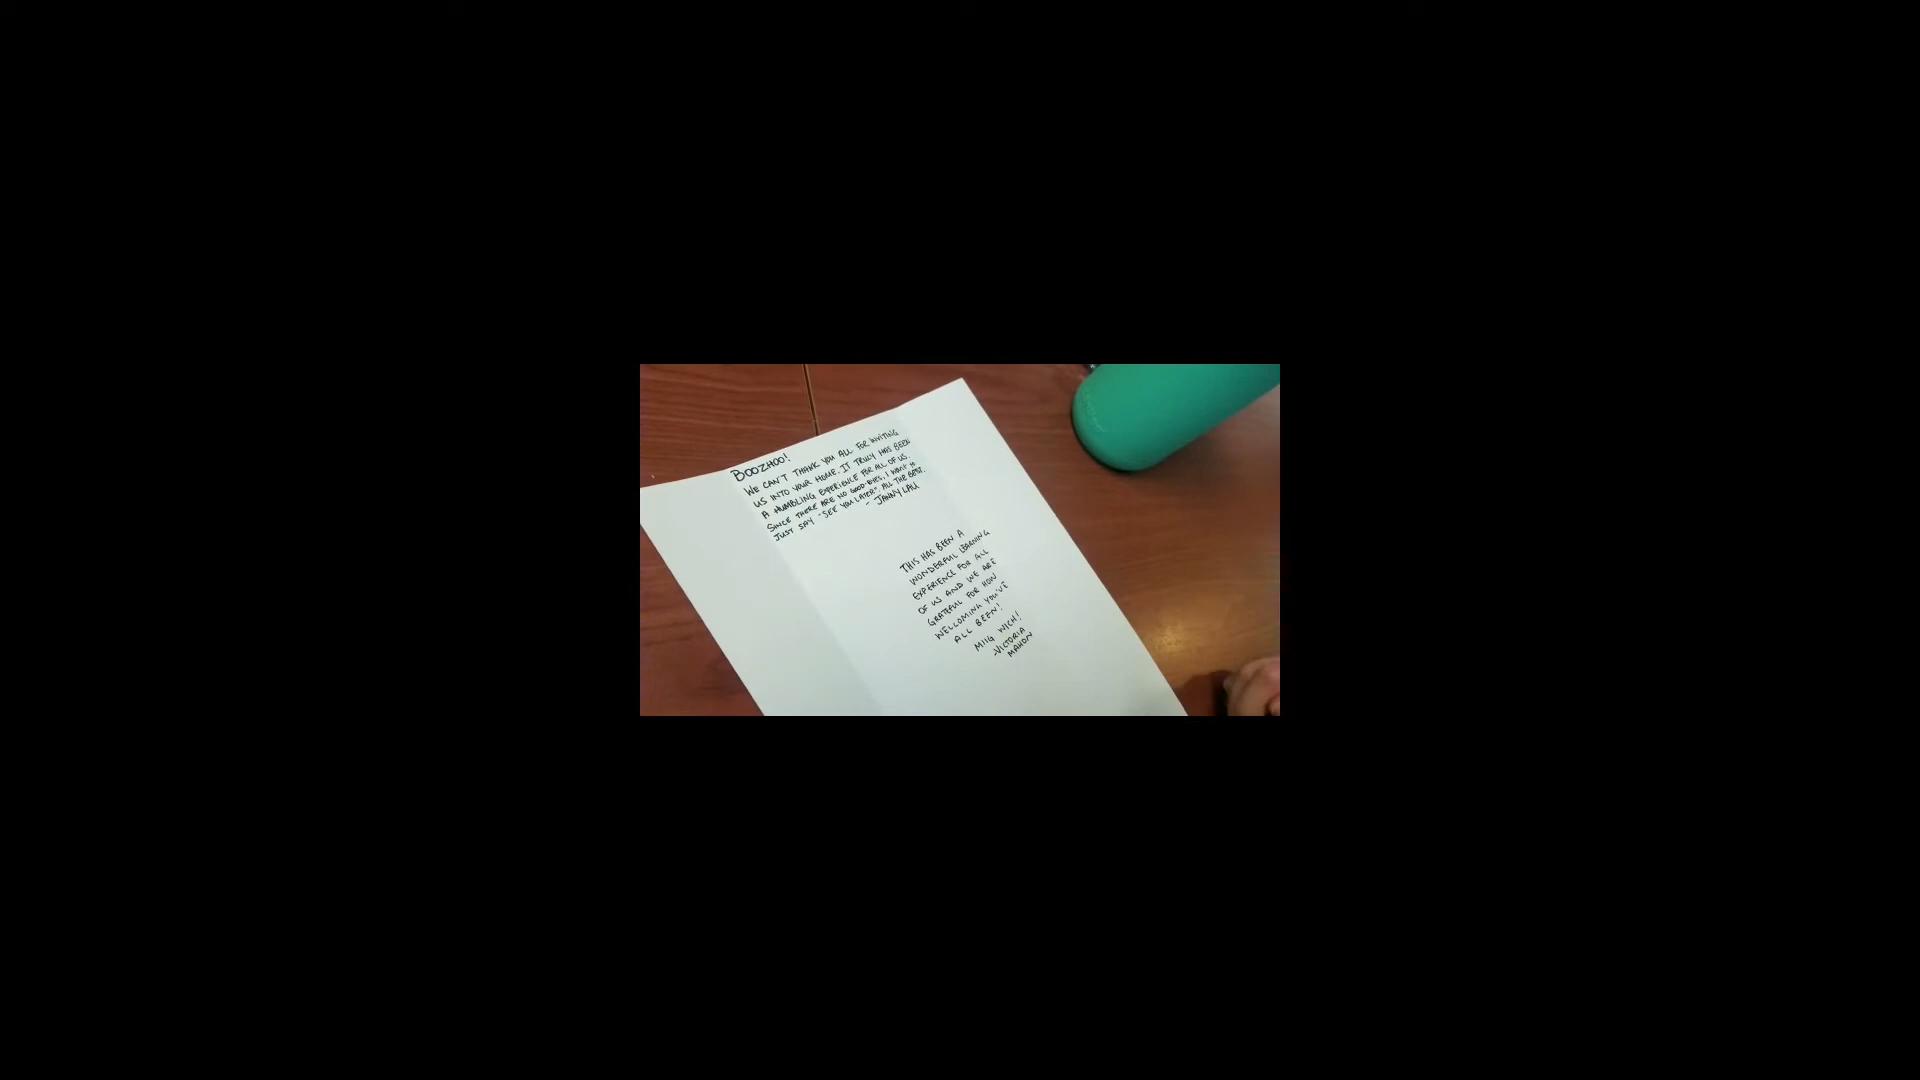 BOOZHOO!
WE CAN'T THANK YOU ALL FOR INVITING
US INTO YOUR HOME. IT TRULY HAS BEEN
A HUMBLING EXPERIENCE FOR ALL OF US.
SINCE THERE ARE NO GOOD-BYES, I WANT TO
JUST SAY "SEE YOU LATER". ALL THE BEST.
- JANNY LAU
THIS HAS BEEN A
WONDERFUL LEARNING
EXPERIENCE FOR ALL
OF US AND WE ARE
GRATEFUL FOR HOW
WELCOMING YOU'VE
ALL BEEN!
MIIG WICH!
-VICTORIA
MAHON